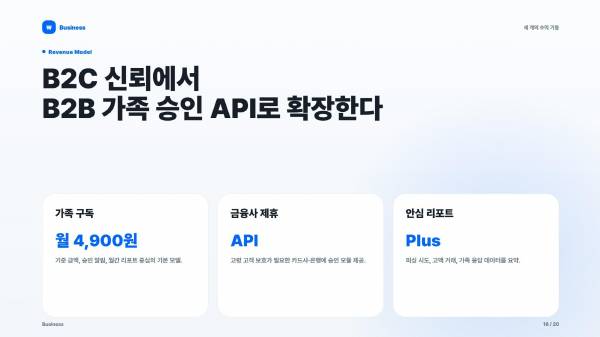 W Business
세 개의 수익 기둥
Revenue Model
B2C 신뢰에서
B2B 가족 승인 API로 확장한다
가족 구독
월 4,900원
기준 금액, 승인 알림, 월간 리포트 중심의 기본 모델.
금융사 제휴
API
고령 고객 보호가 필요한 카드사·은행에 승인 모듈 제공.
안심 리포트
Plus
피싱 시도, 고액 거래, 가족 응답 데이터를 요약.
Business
16 / 20